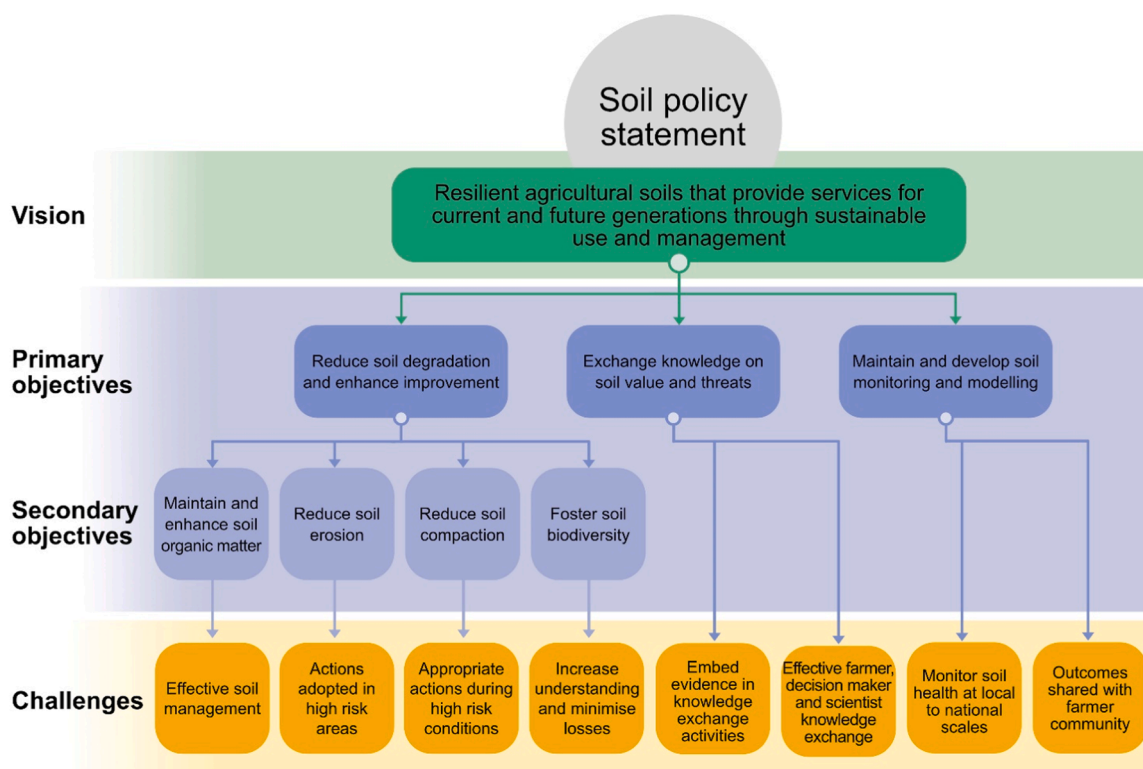 Soil policy
statement
Vision
Resilient agricultural soils that provide services for
current and future generations through sustainable
use and management
Primary
objectives
Reduce soil degradation
and enhance improvement
Exchange knowledge on
soil value and threats
Maintain and develop soil
monitoring and modelling
Secondary
objectives
Maintain and
enhance soil
organic matter
Reduce soil
erosion
Reduce soil
compaction
Foster soil
biodiversity
Challenges
Effective soil
management
Actions
adopted in
high risk
areas
Appropriate
actions during
high risk
conditions
Increase
understanding
and minimise
losses
Embed
evidence in
knowledge
exchange
activities
Effective farmer,
decision maker
and scientist
knowledge
exchange
Monitor soil
health at local
to national
scales
Outcomes
shared with
farmer
community